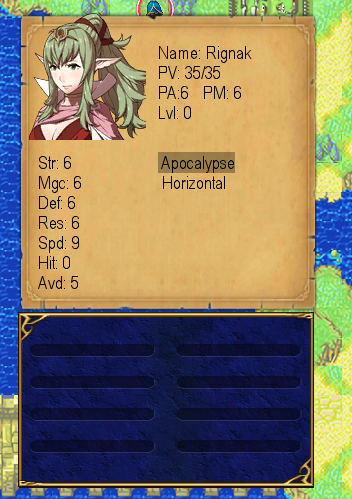 Name: Rignak
PV: 35/35
PA:6 PM: 6
Lvl: 0
Str: 6
Mgc: 6
Def: 6
Res: 6
Spd: 9
Hit: 0
Avd: 5
Apocalypse
Horizontal